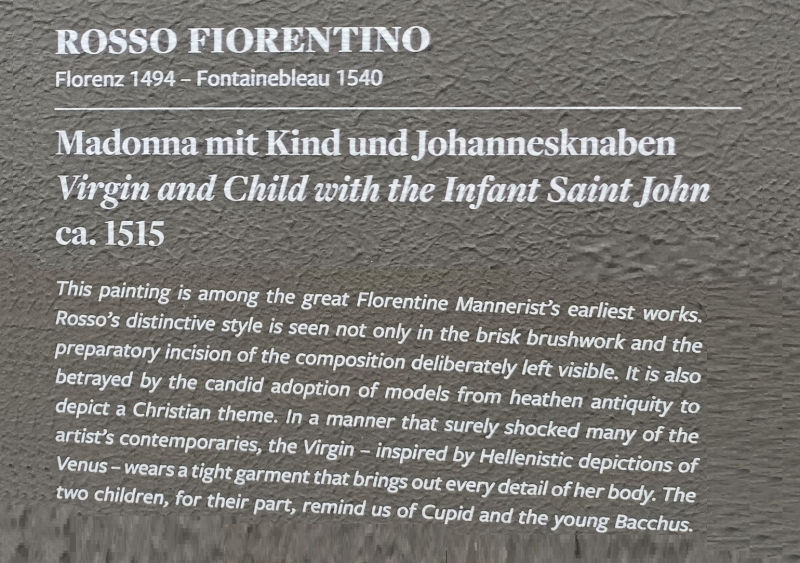 ROSSO FIORENTINO
Florenz 1494 – Fontainebleau 1540
Madonna mit Kind und Johannesknaben
Virgin and Child with the Infant Saint John
ca. 1515
This painting is among the great Florentine Mannerist's earliest works.
Rosso's distinctive style is seen not only in the brisk brushwork and the
preparatory incision of the composition deliberately left visible. It is also
betrayed by the candid adoption of models from heathen antiquity to
depict a Christian theme. In a manner that surely shocked many of the
artist's contemporaries, the Virgin – inspired by Hellenistic depictions of
Venus – wears a tight garment that brings out every detail of her body. The
two children, for their part, remind us of Cupid and the young Bacchus.